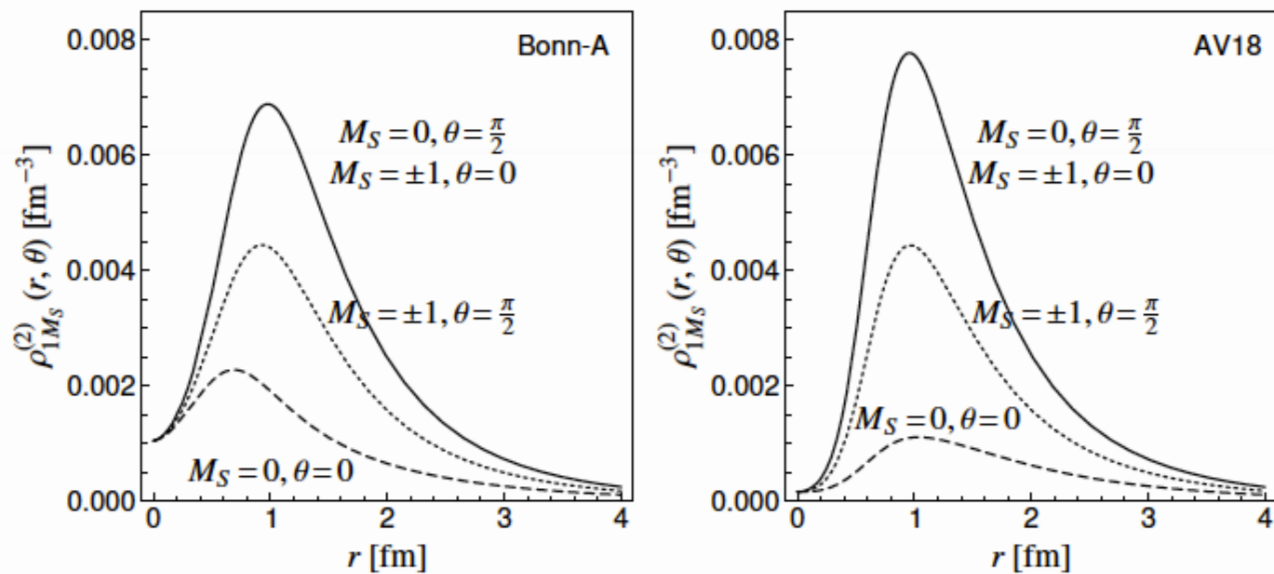 Bonn-A
0.008
0.006
0.004
0.002
0.000
ρ^{(2)}_{1M_S}(r, θ) [fm⁻³]
M_S = 0, θ = π/2
M_S = ±1, θ = 0
M_S = ±1, θ = π/2
M_S = 0, θ = 0
0 1 2 3 4
r [fm]
AV18
0.008
0.006
0.004
0.002
0.000
ρ^{(2)}_{1M_S}(r, θ) [fm⁻³]
M_S = 0, θ = π/2
M_S = ±1, θ = 0
M_S = ±1, θ = π/2
M_S = 0, θ = 0
0 1 2 3 4
r [fm]